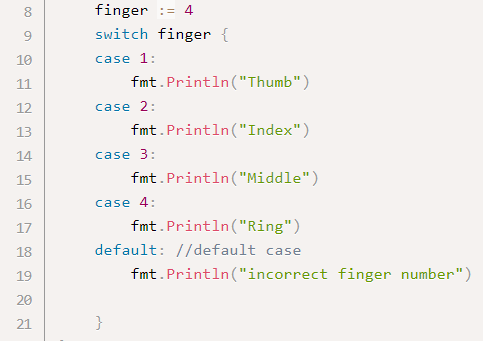 8 finger := 4
9 switch finger {
10 case 1:
11 fmt.Println("Thumb")
12 case 2:
13 fmt.Println("Index")
14 case 3:
15 fmt.Println("Middle")
16 case 4:
17 fmt.Println("Ring")
18 default: //default case
19 fmt.Println("incorrect finger number")
20
21 }